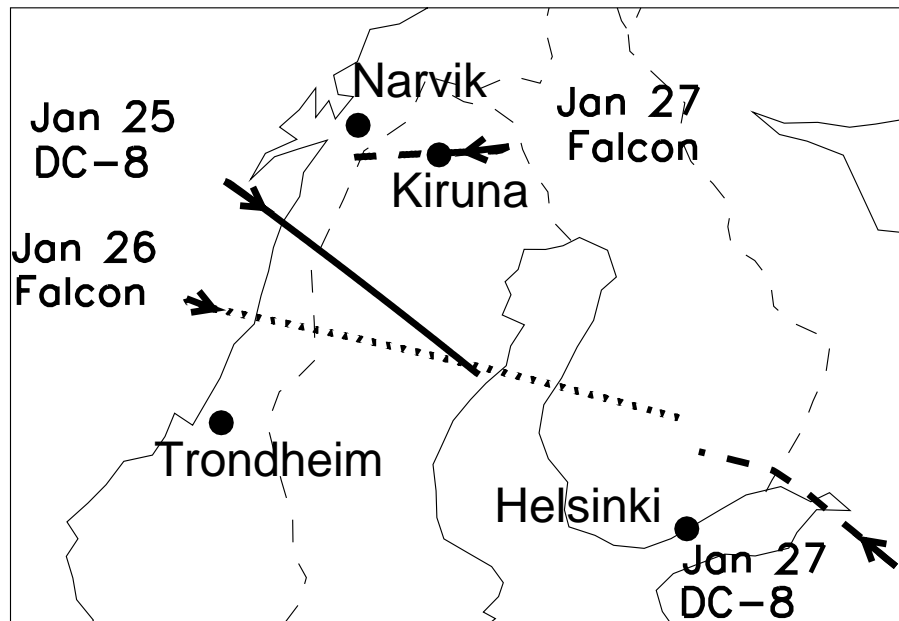 Narvik
Jan 25
DC-8
Jan 27
Falcon
Kiruna
Jan 26
Falcon
Trondheim
Helsinki
Jan 27
DC-8